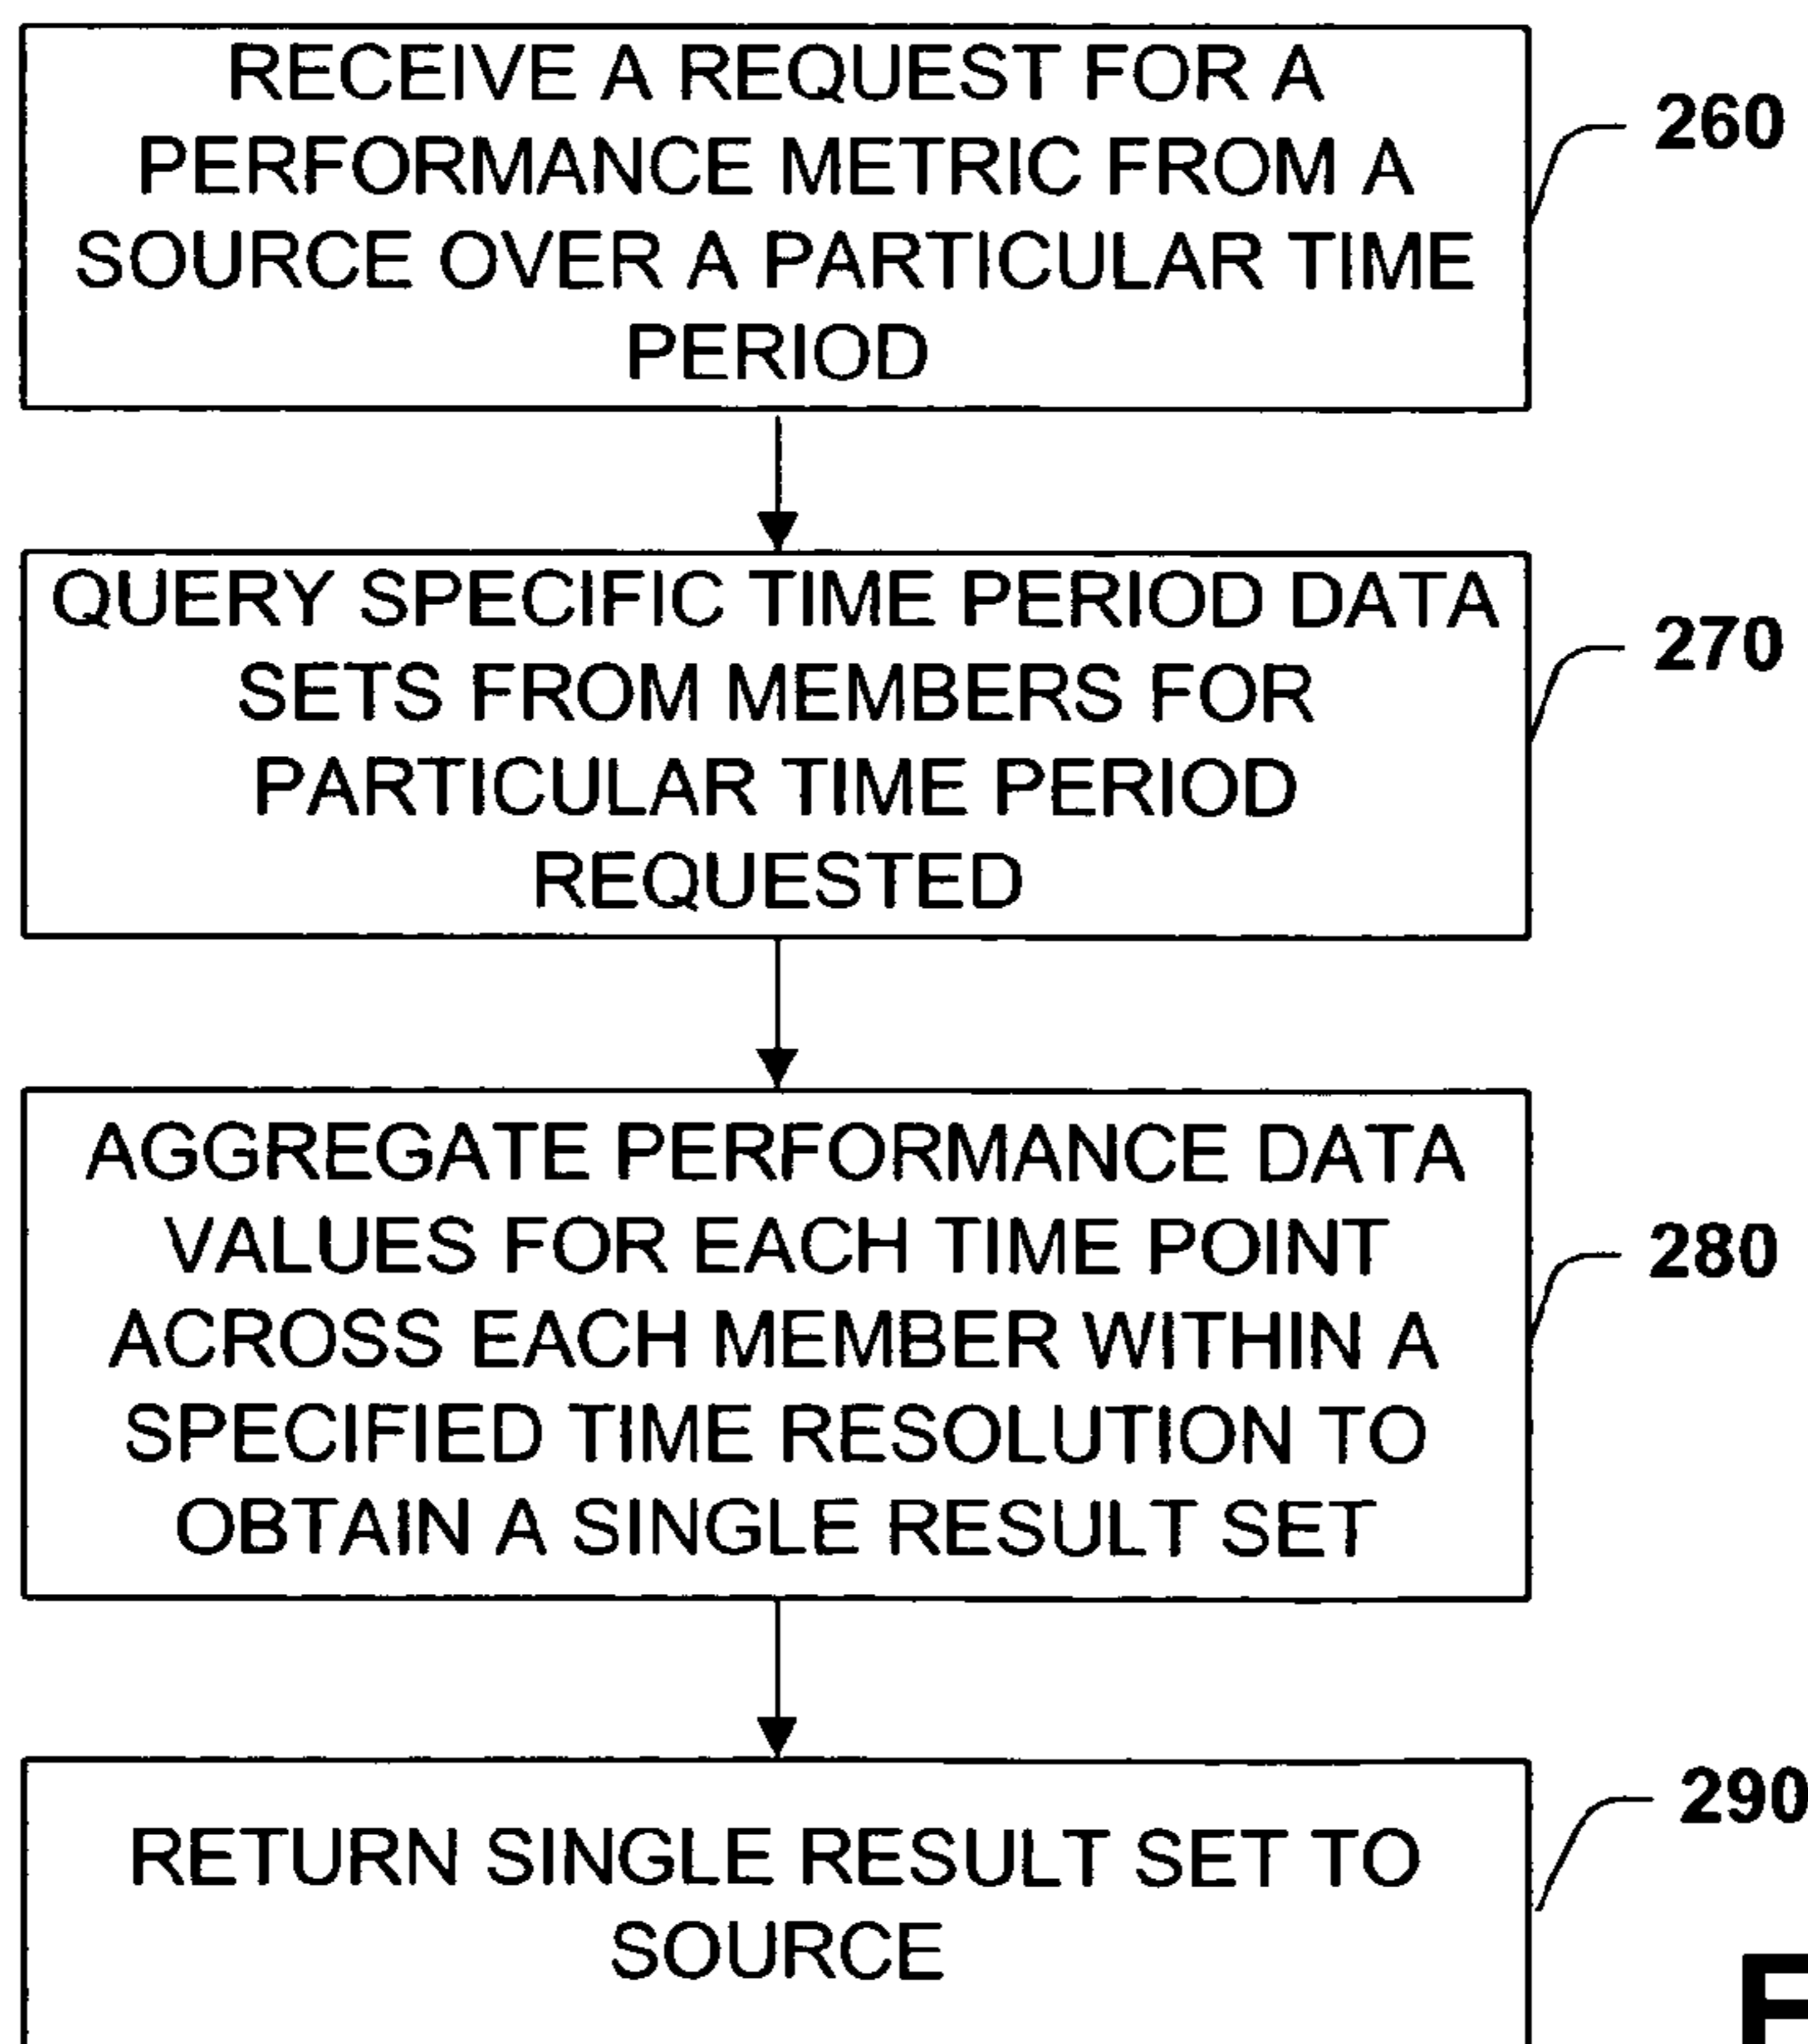 RECEIVE A REQUEST FOR A
PERFORMANCE METRIC FROM A
SOURCE OVER A PARTICULAR TIME
PERIOD
260
QUERY SPECIFIC TIME PERIOD DATA
SETS FROM MEMBERS FOR
PARTICULAR TIME PERIOD
REQUESTED
270
AGGREGATE PERFORMANCE DATA
VALUES FOR EACH TIME POINT
ACROSS EACH MEMBER WITHIN A
SPECIFIED TIME RESOLUTION TO
OBTAIN A SINGLE RESULT SET
280
RETURN SINGLE RESULT SET TO
SOURCE
290